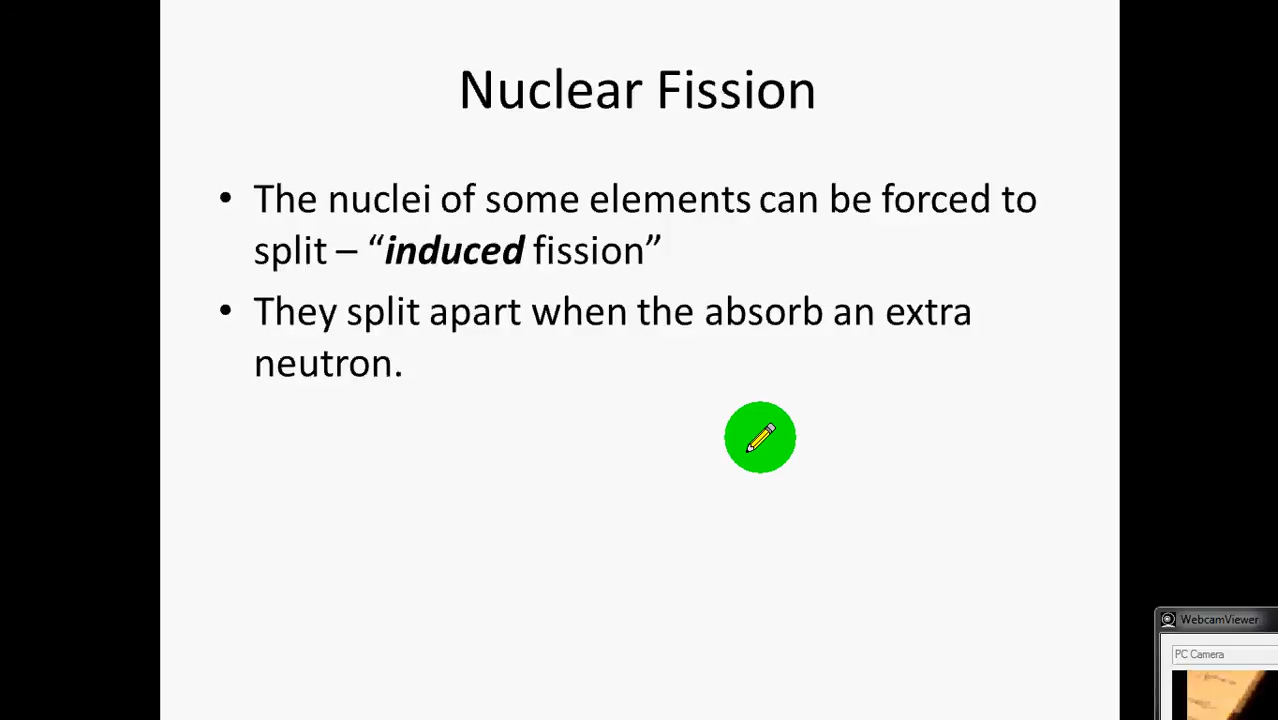 Nuclear Fission
• The nuclei of some elements can be forced to
split – “induced fission”
• They split apart when the absorb an extra
neutron.
WebcamViewer
PC Camera